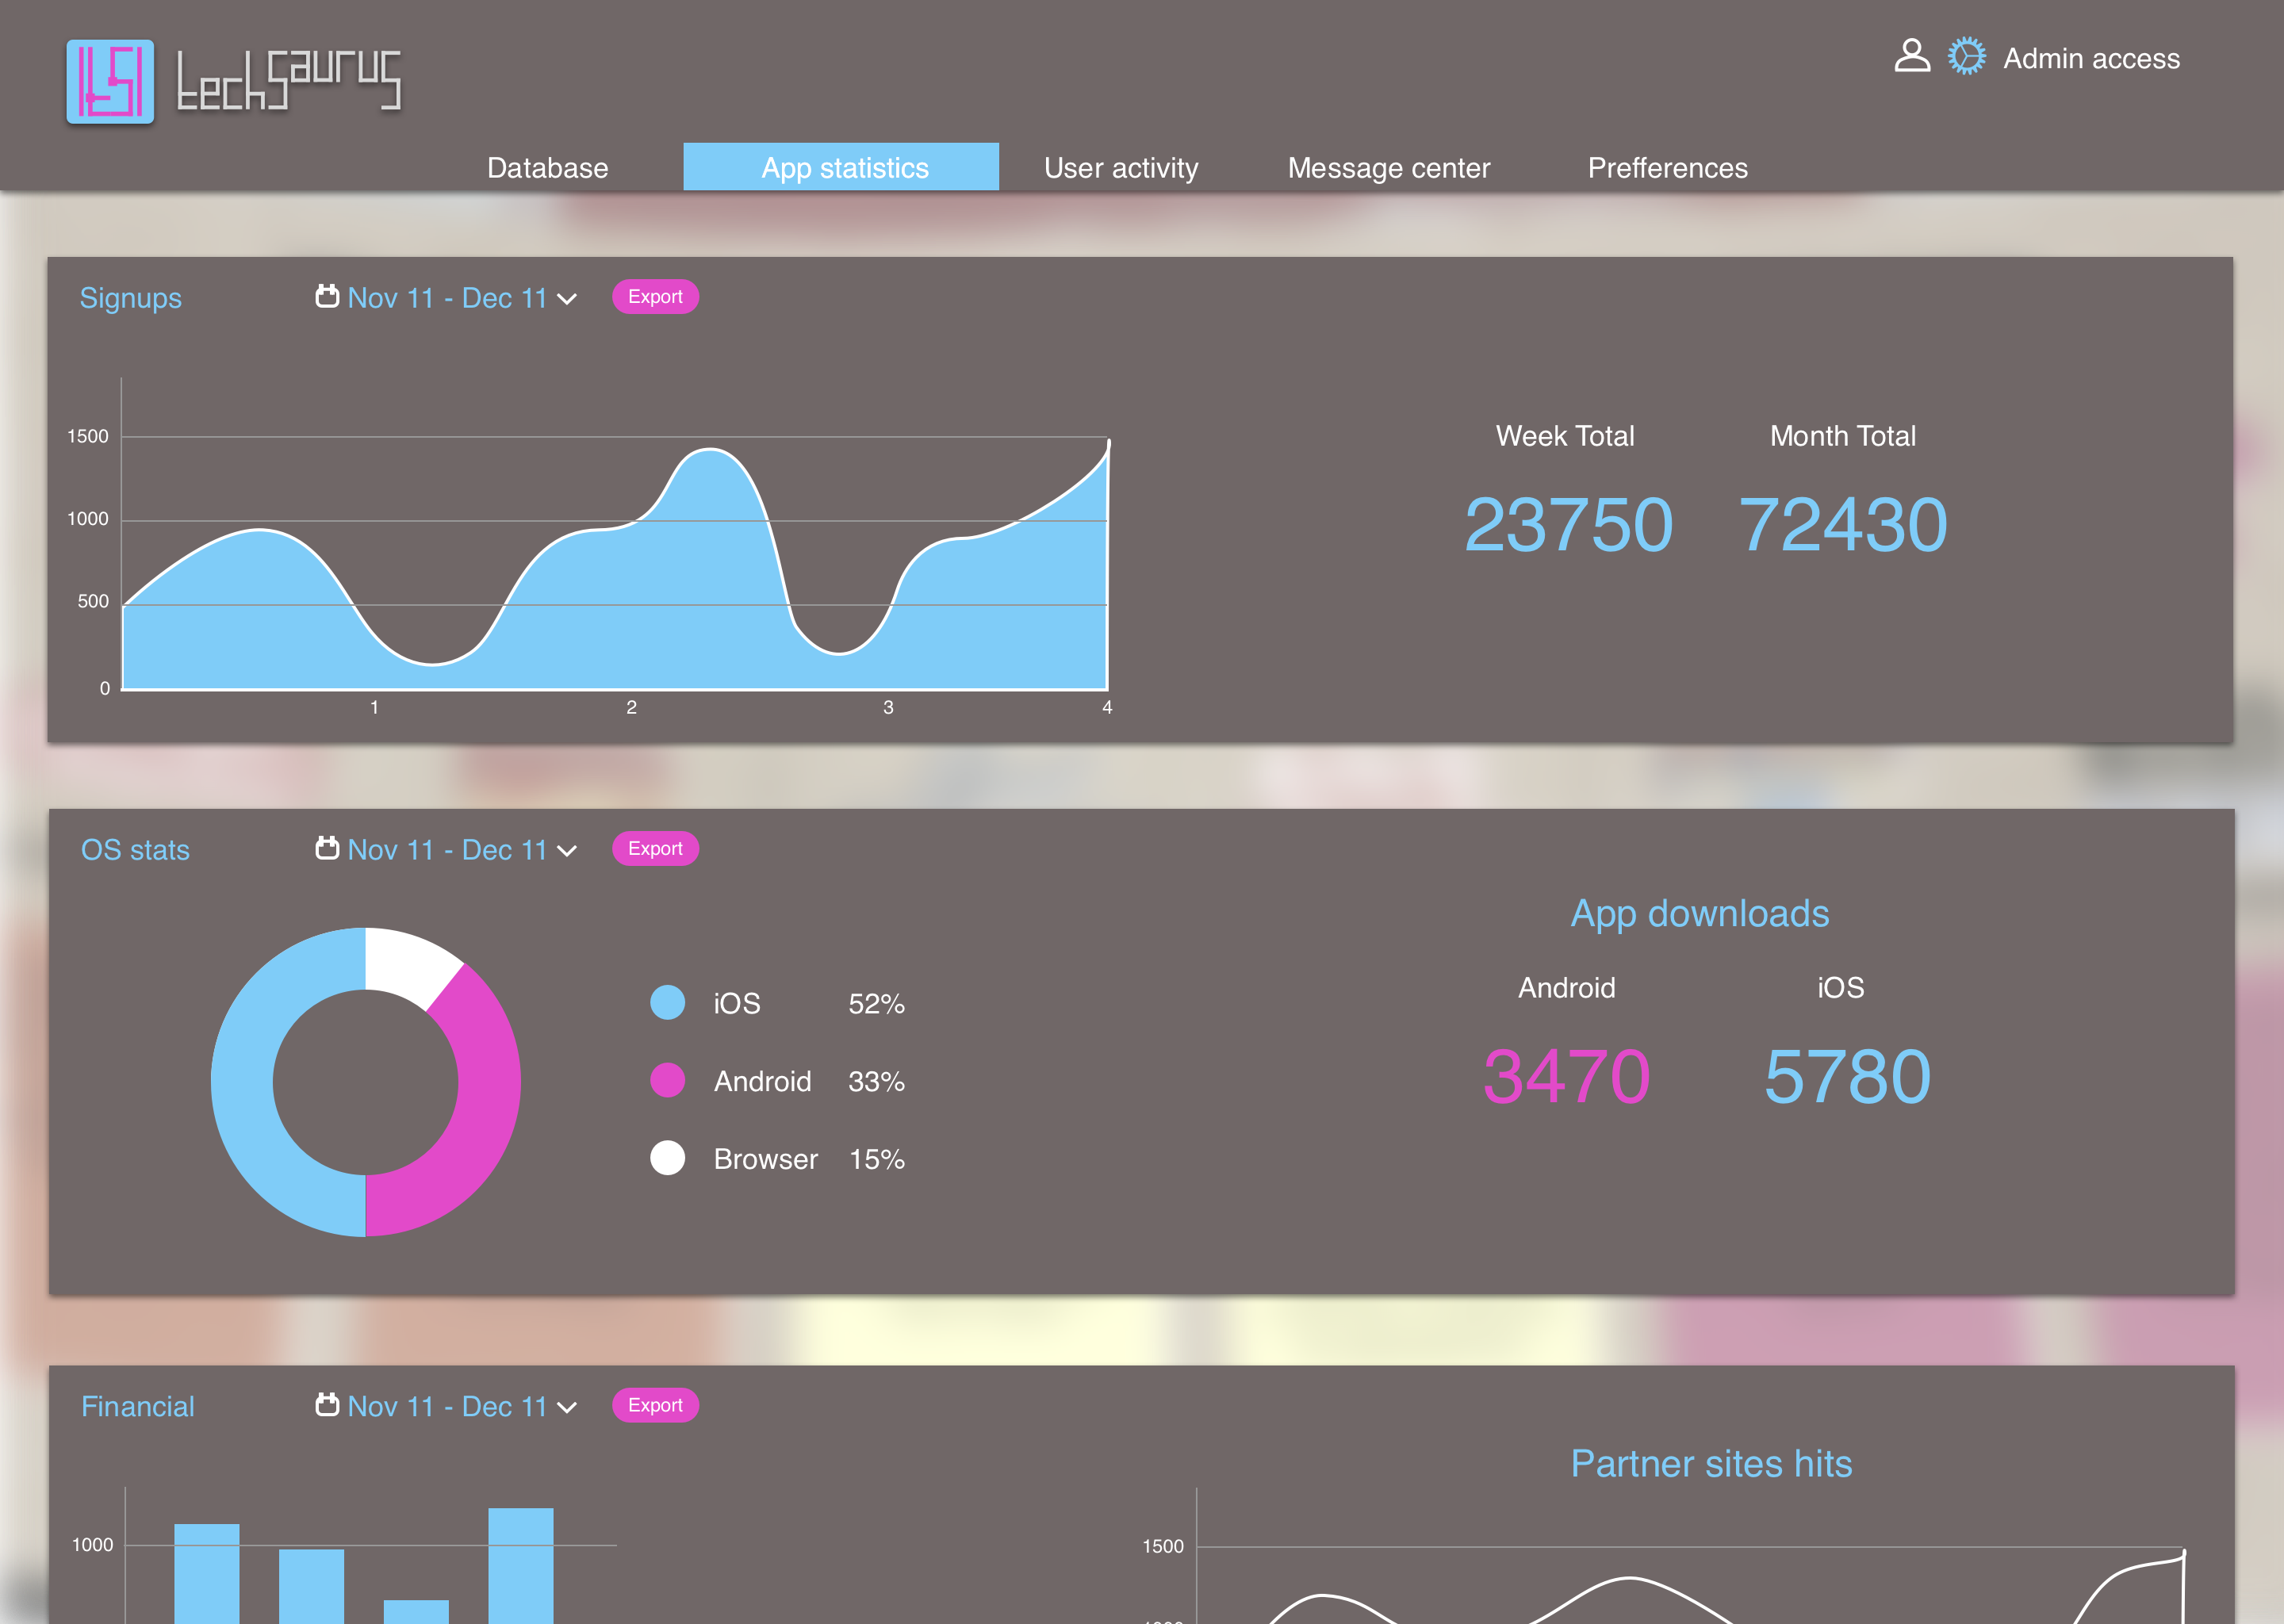 techsaurus
Admin access
Database App statistics User activity Message center Prefferences
Signups Nov 11 - Dec 11 Export
1500
1000
500
0
1 2 3 4
Week Total Month Total
23750 72430
OS stats Nov 11 - Dec 11 Export
iOS 52%
Android 33%
Browser 15%
App downloads
Android iOS
3470 5780
Financial Nov 11 - Dec 11 Export
1000
Partner sites hits
1500